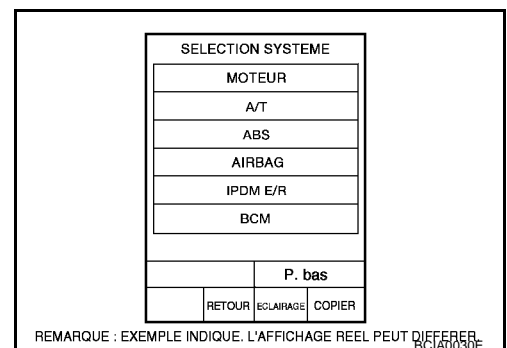 SELECTION SYSTEME
MOTEUR
A/T
ABS
AIRBAG
IPDM E/R
BCM
P. bas
RETOUR ECLAIRAGE COPIER
REMARQUE : EXEMPLE INDIQUE. L'AFFICHAGE REEL PEUT DIFFERER.
BCIA0030E